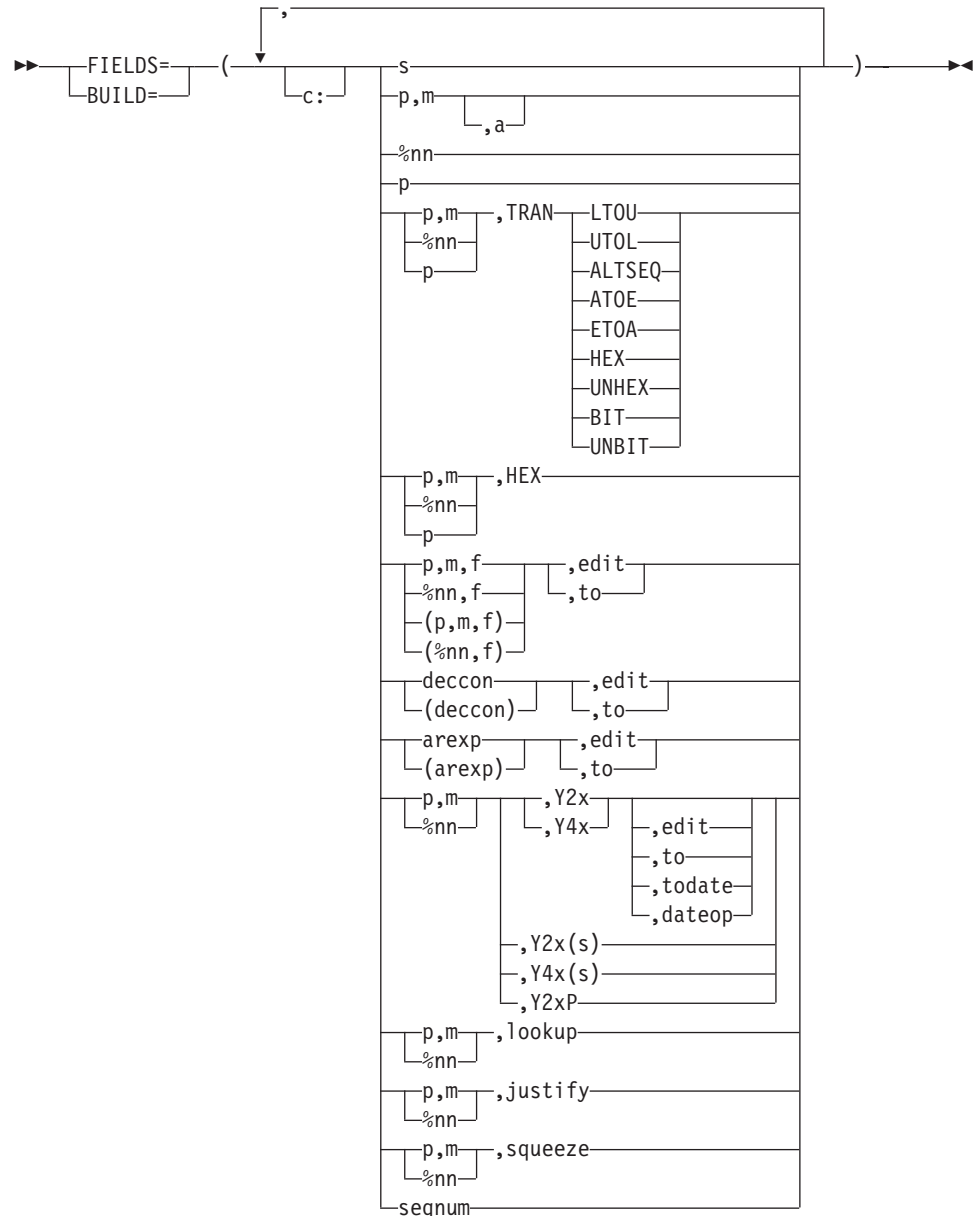 ,
FIELDS= ( s )
BUILD= c:
p,m
,a
%nn
p
p,m ,TRAN LTOU
%nn UTOL
p ALTSEQ
ATOE
ETOA
HEX
UNHEX
BIT
UNBIT
p,m ,HEX
%nn
p
p,m,f ,edit
%nn,f ,to
(p,m,f)
(%nn,f)
deccon ,edit
(deccon) ,to
arexp ,edit
(arexp) ,to
p,m ,Y2x
%nn ,Y4x ,edit
,to
,todate
,dateop
,Y2x(s)
,Y4x(s)
,Y2xP
p,m ,lookup
%nn
p,m ,justify
%nn
p,m ,squeeze
%nn
seqnum